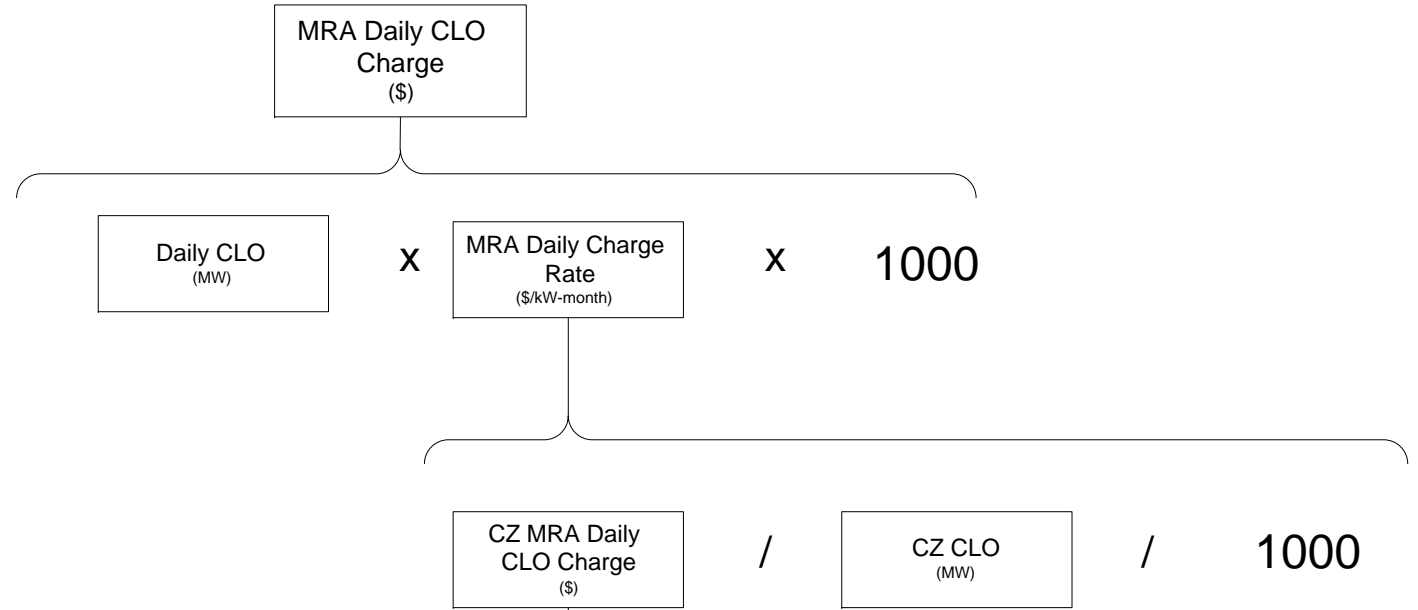 MRA Daily CLO
Charge
($)
Daily CLO
(MW)
x
MRA Daily Charge
Rate
($/kW-month)
x
1000
CZ MRA Daily
CLO Charge
($)
/
CZ CLO
(MW)
/
1000